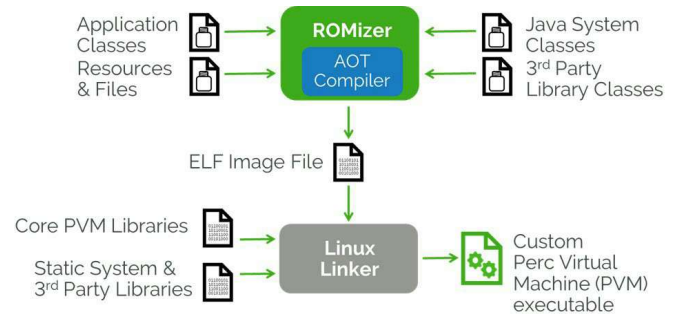 Application
Classes
Resources
& Files
ROMizer
AOT
Compiler
Java System
Classes
3rd Party
Library Classes
ELF Image File
Core PVM Libraries
Static System &
3rd Party Libraries
Linux
Linker
Custom
Perc Virtual
Machine (PVM)
executable